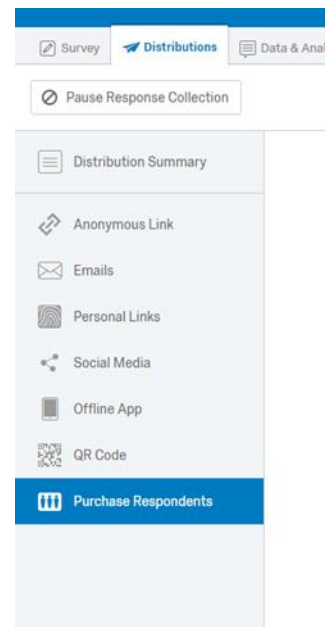 Survey
Distributions
Data & Anal
Pause Response Collection
Distribution Summary
Anonymous Link
Emails
Personal Links
Social Media
Offline App
QR Code
Purchase Respondents